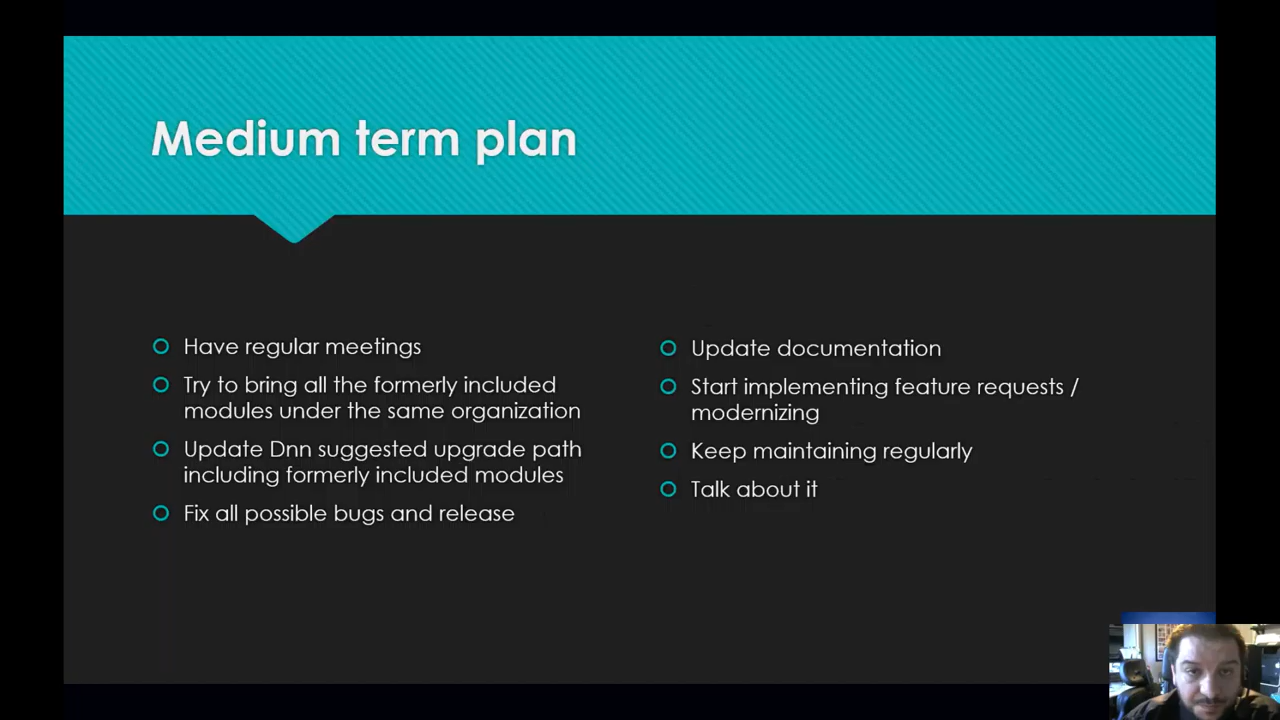 Medium term plan
Have regular meetings
Try to bring all the formerly included
modules under the same organization
Update Dnn suggested upgrade path
including formerly included modules
Fix all possible bugs and release
Update documentation
Start implementing feature requests /
modernizing
Keep maintaining regularly
Talk about it